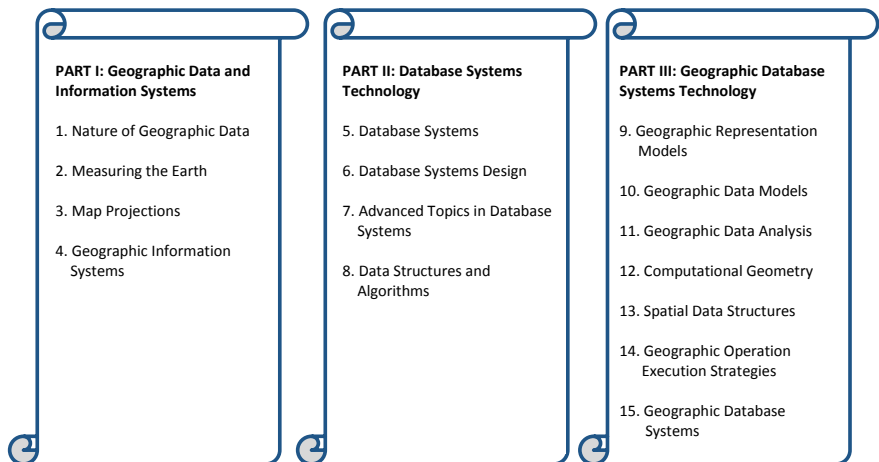 PART I: Geographic Data and
Information Systems
1. Nature of Geographic Data
2. Measuring the Earth
3. Map Projections
4. Geographic Information
Systems
PART II: Database Systems
Technology
5. Database Systems
6. Database Systems Design
7. Advanced Topics in Database
Systems
8. Data Structures and
Algorithms
PART III: Geographic Database
Systems Technology
9. Geographic Representation
Models
10. Geographic Data Models
11. Geographic Data Analysis
12. Computational Geometry
13. Spatial Data Structures
14. Geographic Operation
Execution Strategies
15. Geographic Database
Systems